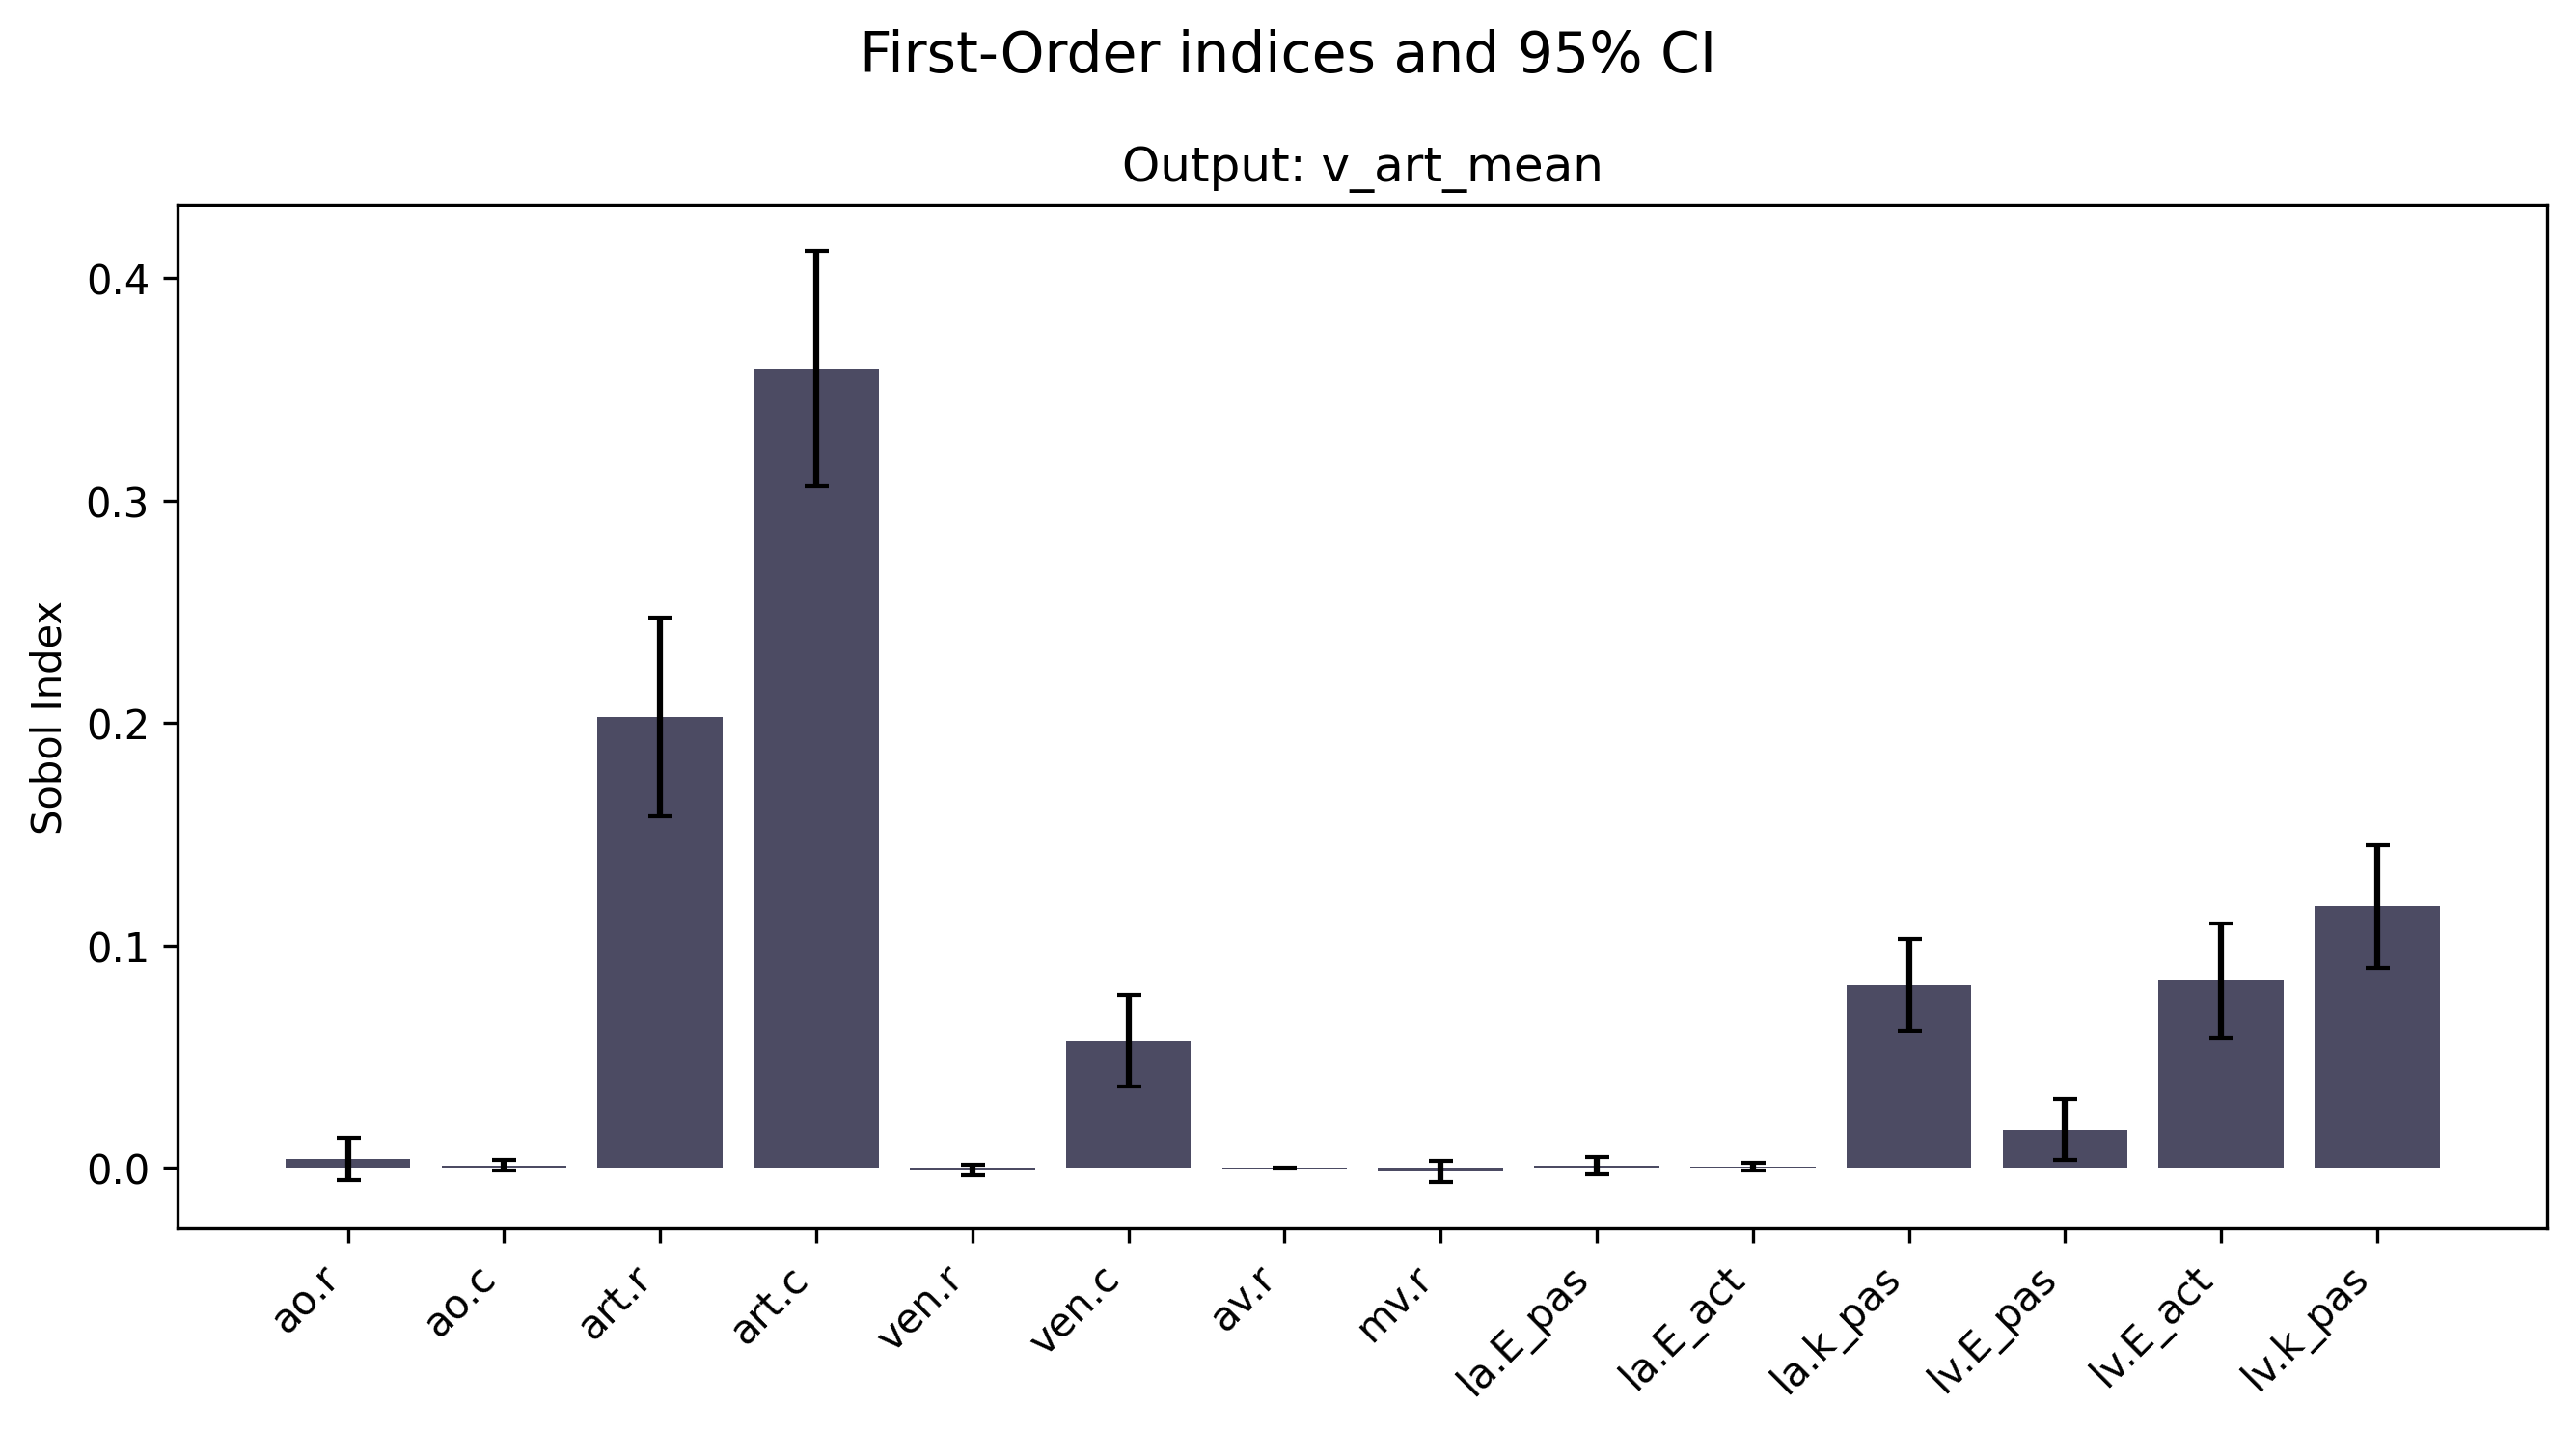 First-Order indices and 95% CI
Output: v_art_mean
Sobol Index
0.4
0.3
0.2
0.1
0.0
ao.r
ao.c
art.r
art.c
ven.r
ven.c
av.r
mv.r
la.E_pas
la.E_act
la.k_pas
lv.E_pas
lv.E_act
lv.k_pas